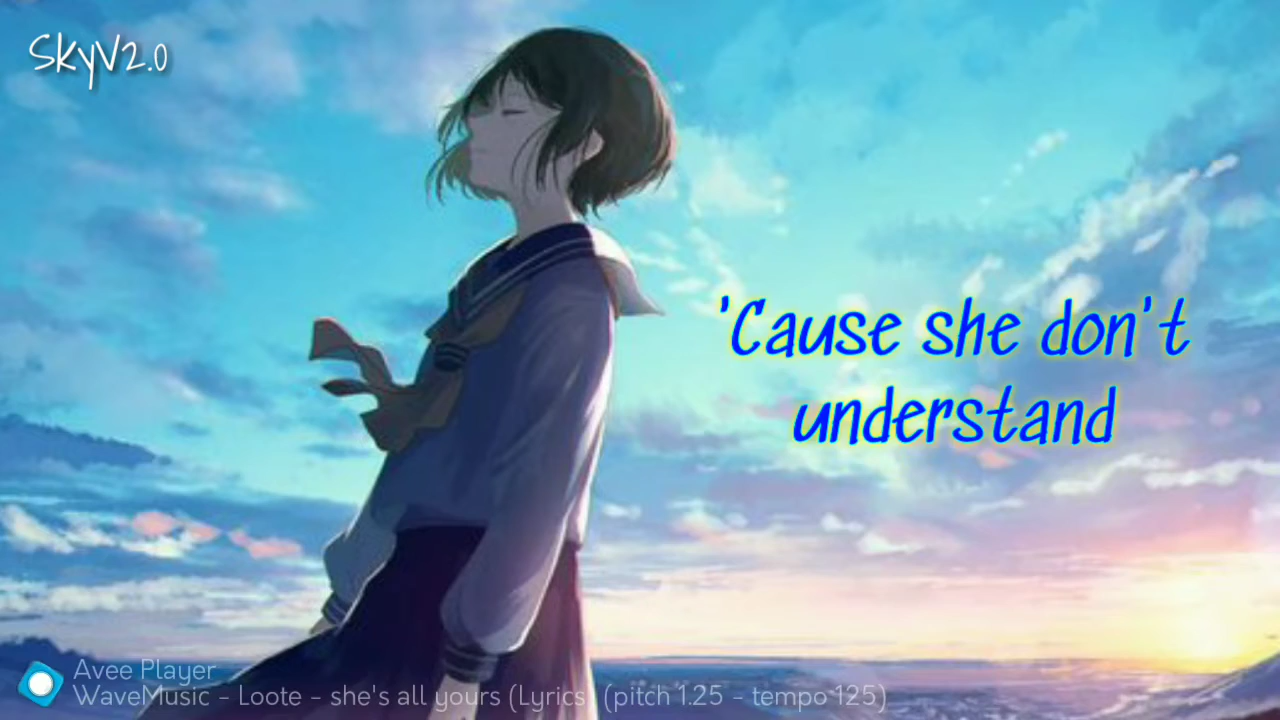 SkyV2.0
'Cause she don't
understand
Avee Player
WaveMusic - Loote - she's all yours (Lyrics) (pitch 1.25 - tempo 125)